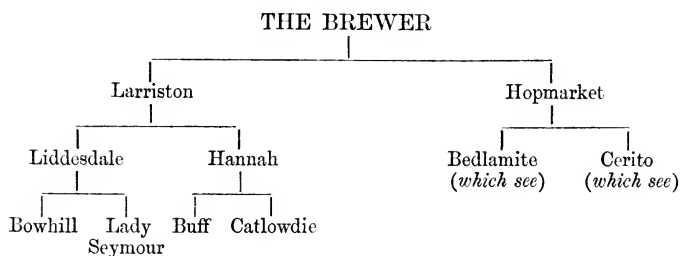 THE BREWER
Larriston Hopmarket
Liddesdale Hannah Bedlamite Cerito
(which see) (which see)
Bowhill Lady Buff Catlowdie
Seymour